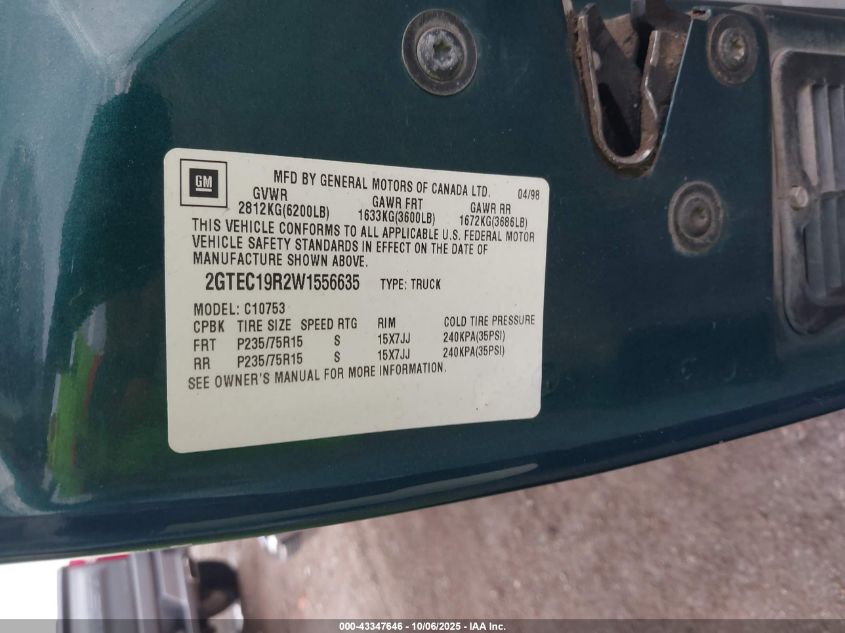 GM
MFD BY GENERAL MOTORS OF CANADA LTD. 04/98
GVWR GAWR FRT GAWR RR
2812KG(6200LB) 1633KG(3600LB) 1672KG(3686LB)
THIS VEHICLE CONFORMS TO ALL APPLICABLE U.S. FEDERAL MOTOR
VEHICLE SAFETY STANDARDS IN EFFECT ON THE DATE OF
MANUFACTURE SHOWN ABOVE.
2GTEC19R2W1556635 TYPE: TRUCK
MODEL: C10753
CPBK TIRE SIZE SPEED RTG RIM COLD TIRE PRESSURE
FRT P235/75R15 S 15X7JJ 240KPA(35PSI)
RR P235/75R15 S 15X7JJ 240KPA(35PSI)
SEE OWNER'S MANUAL FOR MORE INFORMATION.
000-43347646 - 10/06/2025 - IAA Inc.